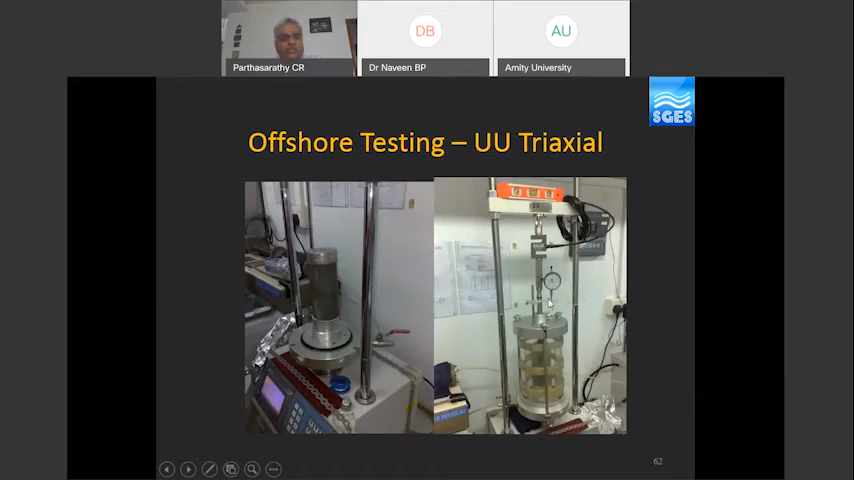 DB
AU
Parthasarathy CR
Dr Naveen BP
Amity University
SGES
Offshore Testing – UU Triaxial
62